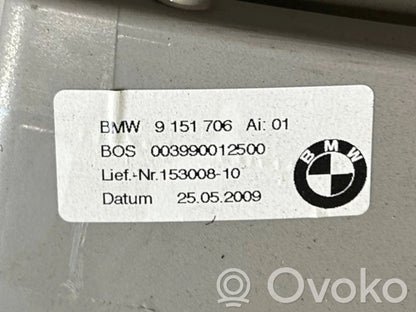 BMW 9 151 706 Ai: 01
BOS 003990012500
Lief.-Nr.153008-10
Datum 25.05.2009
BMW
Ovoko